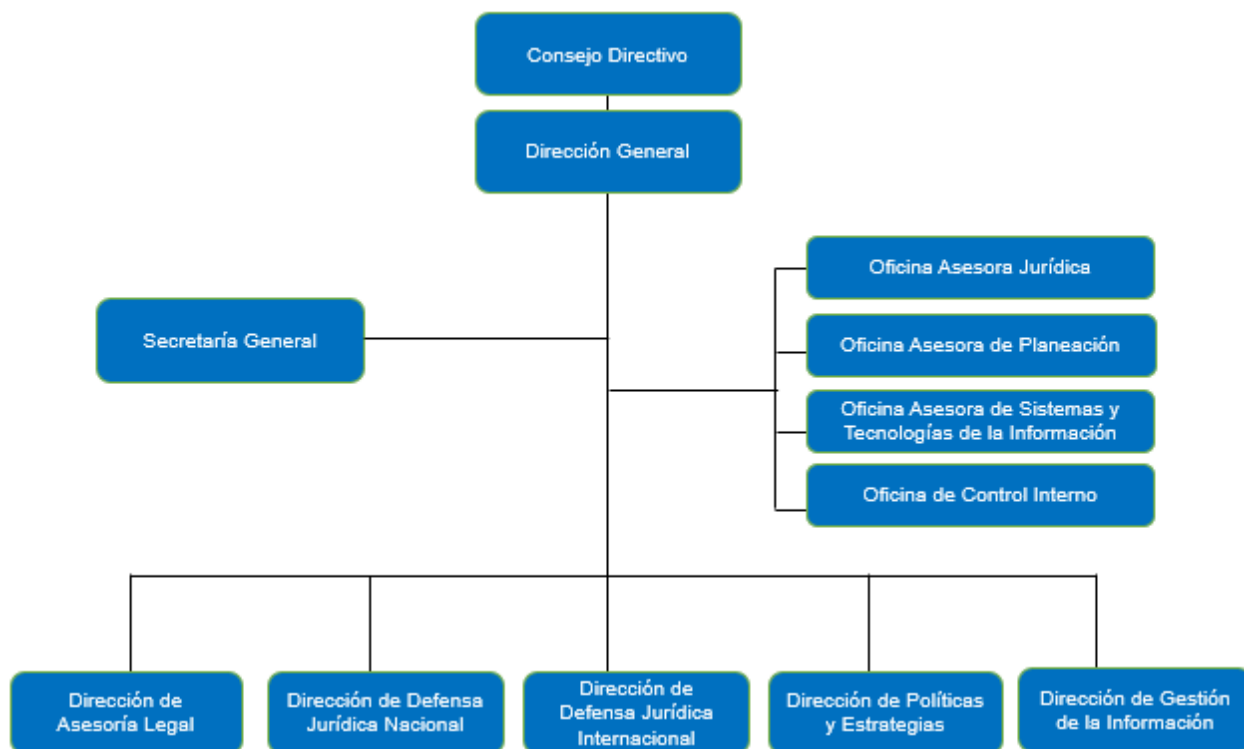 Consejo Directivo
Dirección General
Secretaría General
Oficina Asesora Jurídica
Oficina Asesora de Planeación
Oficina Asesora de Sistemas y
Tecnologías de la Información
Oficina de Control Interno
Dirección de
Asesoría Legal
Dirección de Defensa
Jurídica Nacional
Dirección de
Defensa Jurídica
Internacional
Dirección de Políticas
y Estrategias
Dirección de Gestión
de la Información